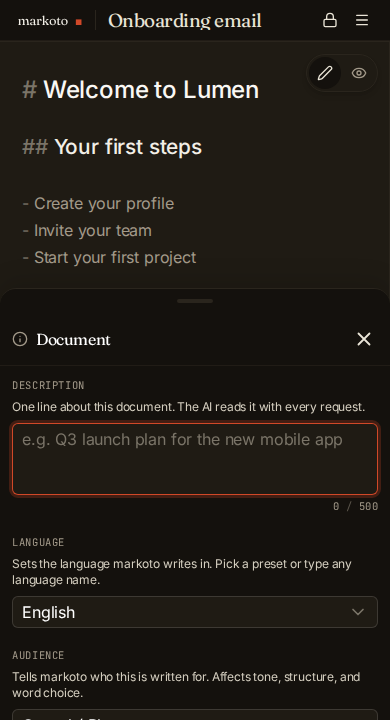 markoto
Onboarding email
# Welcome to Lumen
## Your first steps
- Create your profile
- Invite your team
- Start your first project
Document
DESCRIPTION
One line about this document. The AI reads it with every request.
e.g. Q3 launch plan for the new mobile app
0 / 500
LANGUAGE
Sets the language markoto writes in. Pick a preset or type any
language name.
English
AUDIENCE
Tells markoto who this is written for. Affects tone, structure, and
word choice.